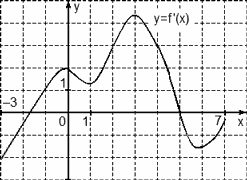 y
y=f'(x)
1
–3
0 1 7 x